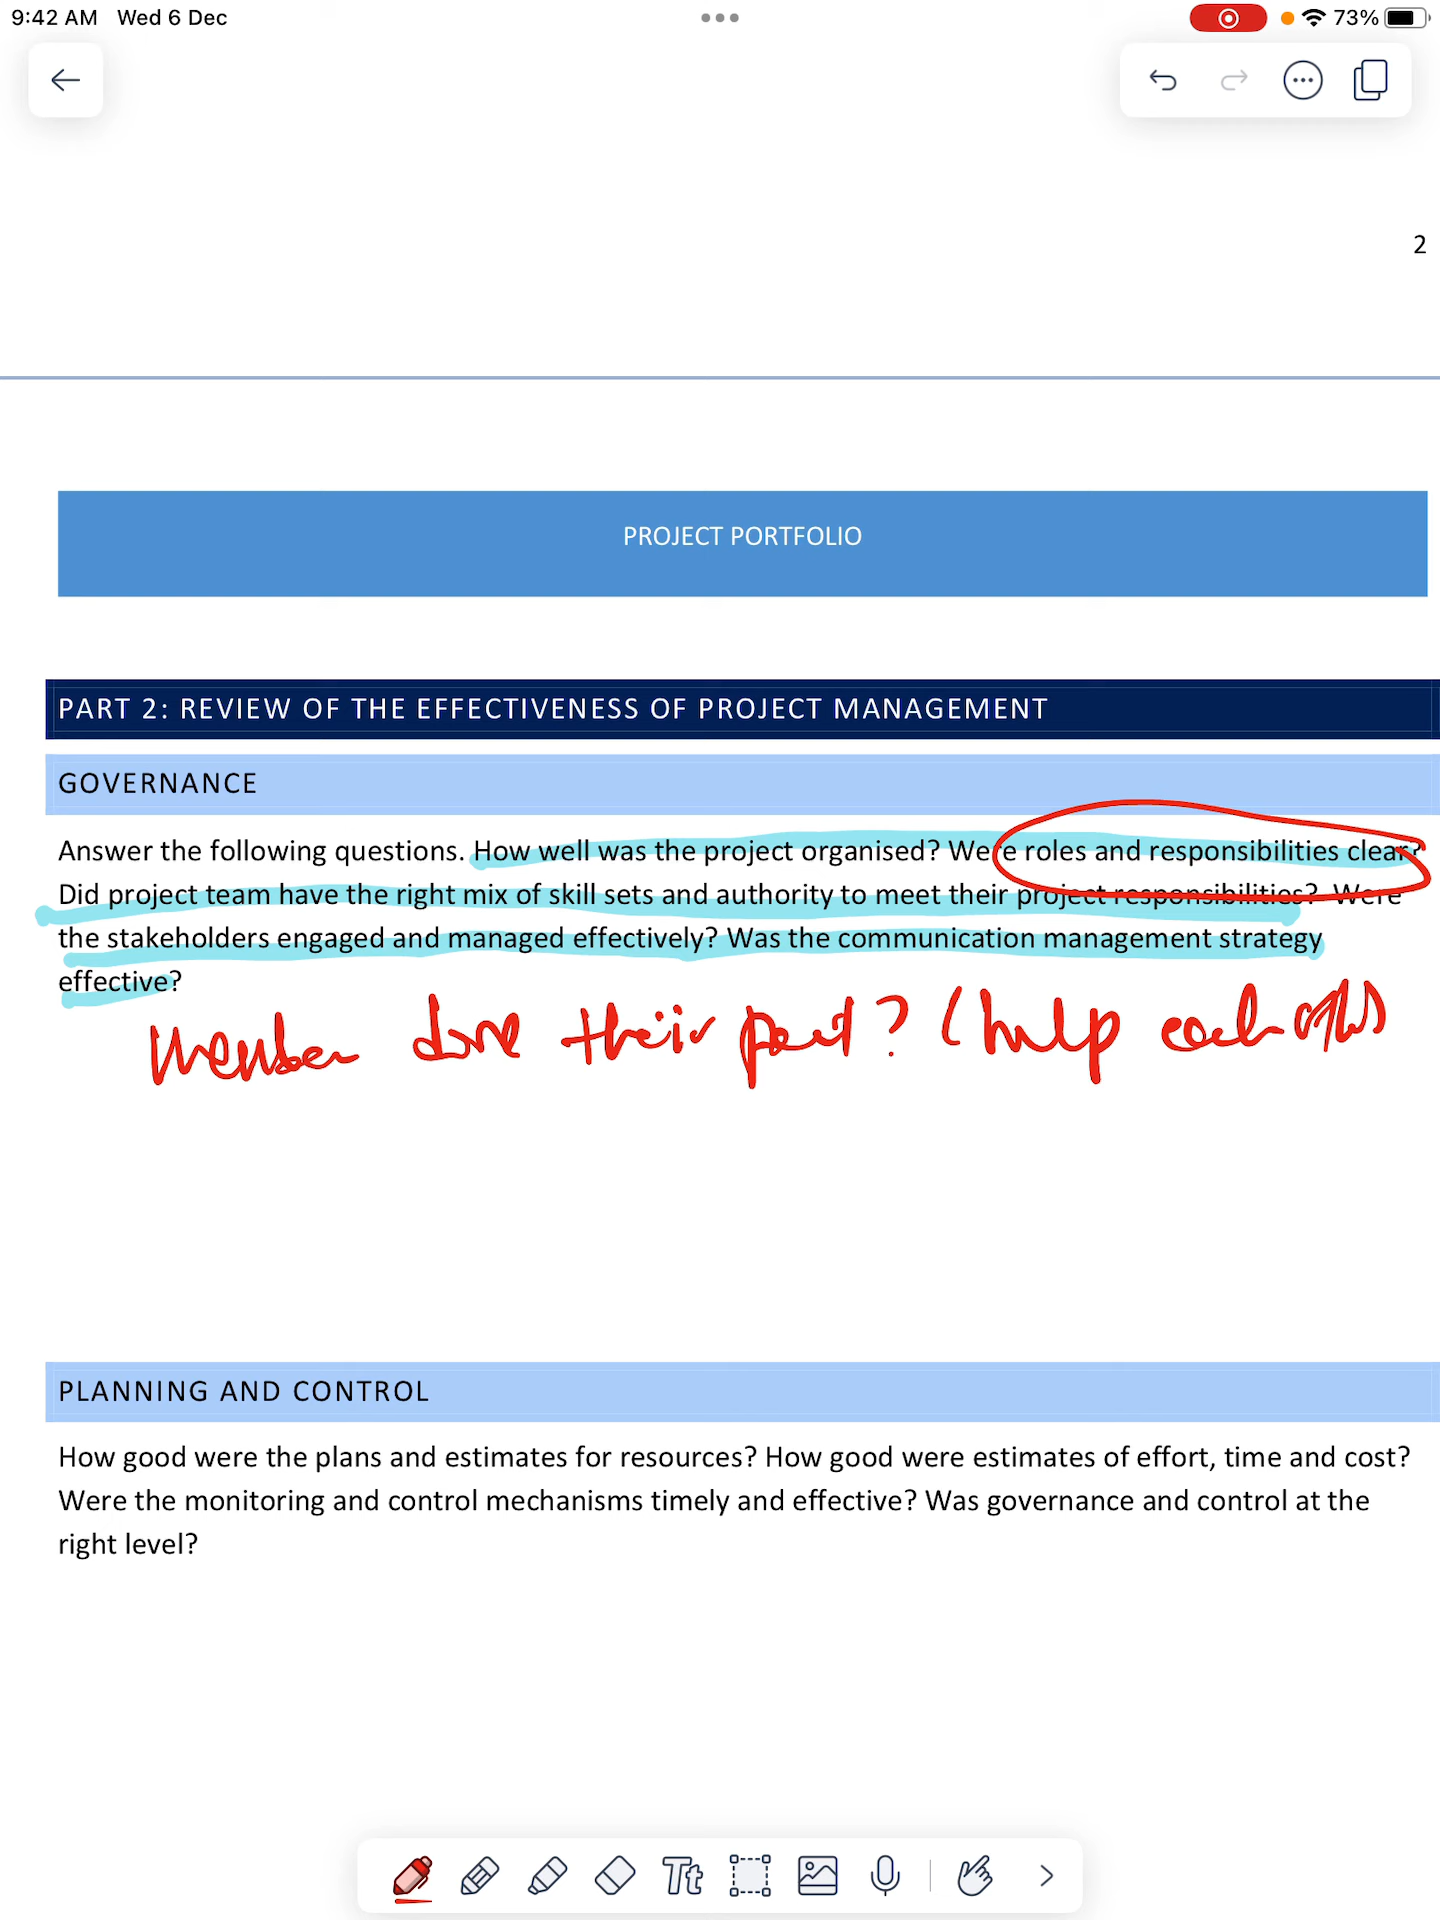 9:42 AM Wed 6 Dec
73%
2
PROJECT PORTFOLIO
PART 2: REVIEW OF THE EFFECTIVENESS OF PROJECT MANAGEMENT
GOVERNANCE
Answer the following questions. How well was the project organised? Were roles and responsibilities clear?
Did project team have the right mix of skill sets and authority to meet their project responsibilities? Were
the stakeholders engaged and managed effectively? Was the communication management strategy
effective?
member done their part? (help each other
PLANNING AND CONTROL
How good were the plans and estimates for resources? How good were estimates of effort, time and cost?
Were the monitoring and control mechanisms timely and effective? Was governance and control at the
right level?
Tt